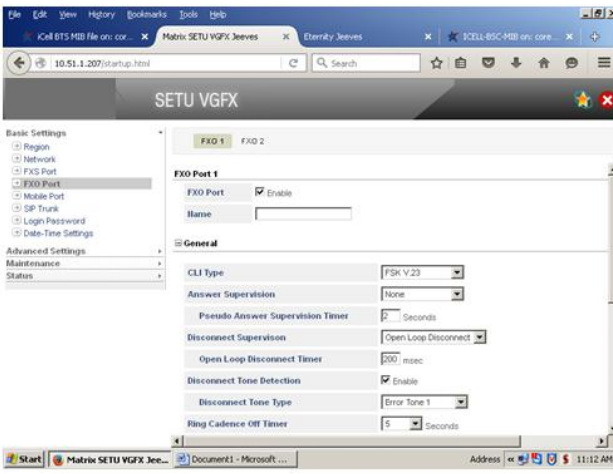 File Edit View History Bookmarks Tools Help
iCell BTS MIB file on: cor... Matrix SETU VGFX Jeeves Eternity Jeeves ICELL-BSC-MIB on: core...
10.51.1.207/startup.html Search
SETU VGFX
Basic Settings
Region
Network
FXS Port
FXO Port
Mobile Port
SIP Trunk
Login Password
Date-Time Settings
Advanced Settings
Maintenance
Status
FXO 1 FXO 2
FXO Port 1
FXO Port Enable
Name
General
CLI Type FSK V.23
Answer Supervision None
Pseudo Answer Supervision Timer 2 Seconds
Disconnect Supervison Open Loop Disconnect
Open Loop Disconnect Timer 200 msec
Disconnect Tone Detection Enable
Disconnect Tone Type Error Tone 1
Ring Cadence Off Timer 5 Seconds
Start Matrix SETU VGFX Jee... Document1 - Microsoft ... Address « 11:12 AM